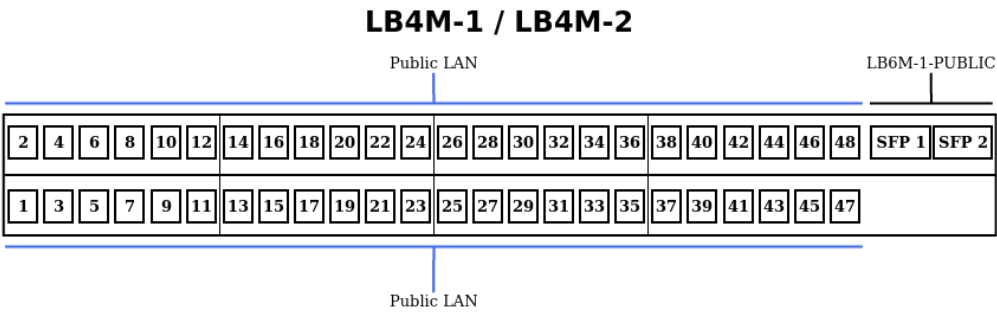 LB4M-1 / LB4M-2
Public LAN LB6M-1-PUBLIC
2 4 6 8 10 12 14 16 18 20 22 24 26 28 30 32 34 36 38 40 42 44 46 48 SFP 1 SFP 2
1 3 5 7 9 11 13 15 17 19 21 23 25 27 29 31 33 35 37 39 41 43 45 47
Public LAN